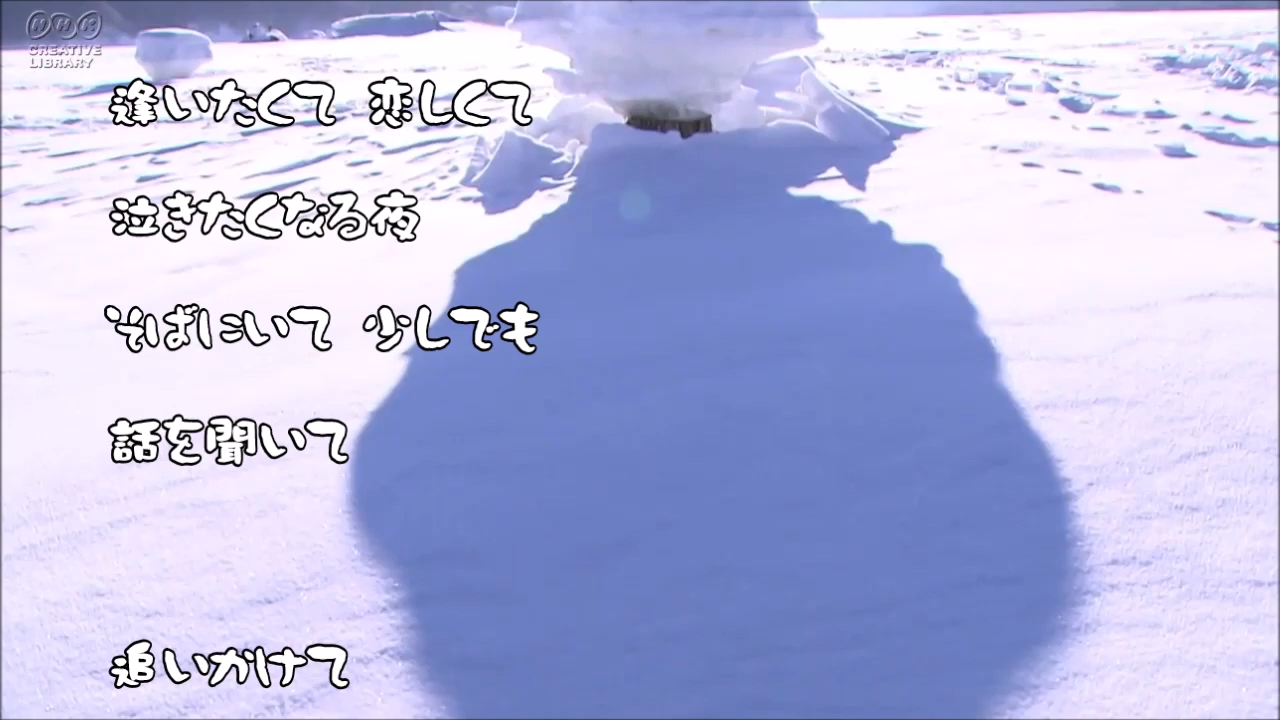 NHK
CREATIVE
LIBRARY
逢いたくて 恋しくて
泣きたくなる夜
そばにいて 少しでも
話を聞いて
追いかけて